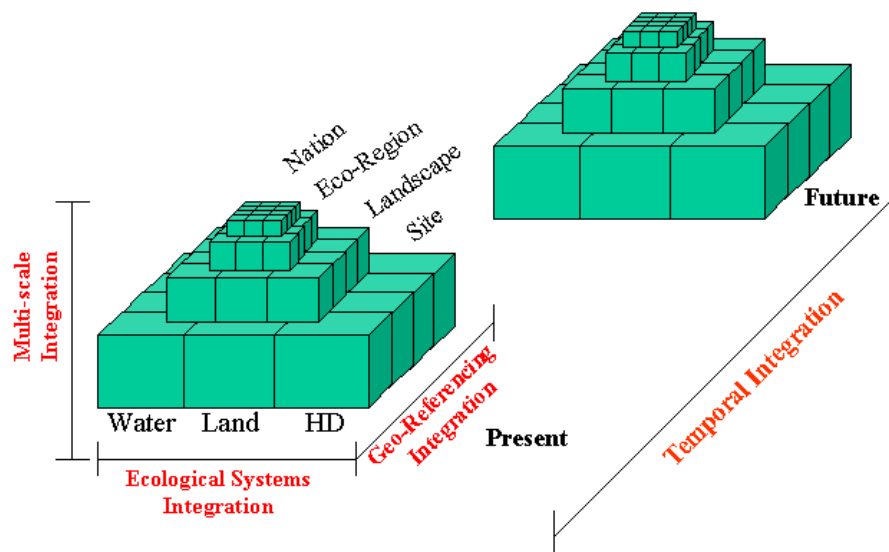 Nation
Eco-Region
Landscape
Site
Future
Multi-scale
Integration
Water Land HD
Geo-Referencing
Integration
Present
Temporal Integration
Ecological Systems
Integration